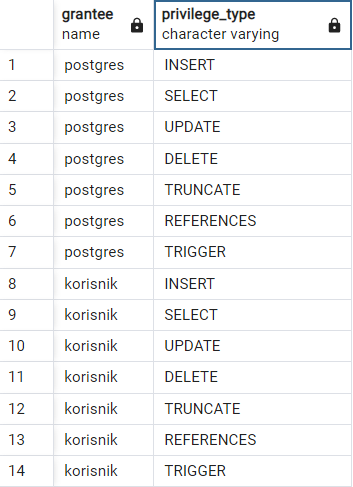 grantee privilege_type
name character varying
1 postgres INSERT
2 postgres SELECT
3 postgres UPDATE
4 postgres DELETE
5 postgres TRUNCATE
6 postgres REFERENCES
7 postgres TRIGGER
8 korisnik INSERT
9 korisnik SELECT
10 korisnik UPDATE
11 korisnik DELETE
12 korisnik TRUNCATE
13 korisnik REFERENCES
14 korisnik TRIGGER